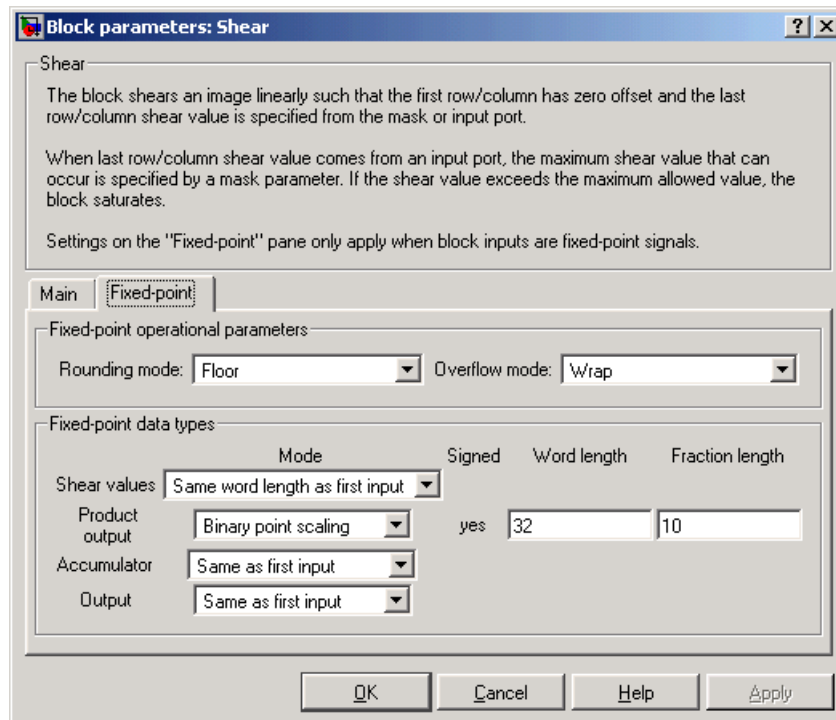 Block parameters: Shear
Shear
The block shears an image linearly such that the first row/column has zero offset and the last
row/column shear value is specified from the mask or input port.
When last row/column shear value comes from an input port, the maximum shear value that can
occur is specified by a mask parameter. If the shear value exceeds the maximum allowed value, the
block saturates.
Settings on the "Fixed-point" pane only apply when block inputs are fixed-point signals.
Main Fixed-point
Fixed-point operational parameters
Rounding mode: Floor Overflow mode: Wrap
Fixed-point data types
Mode Signed Word length Fraction length
Shear values Same word length as first input
Product
output Binary point scaling yes 32 10
Accumulator Same as first input
Output Same as first input
OK Cancel Help Apply